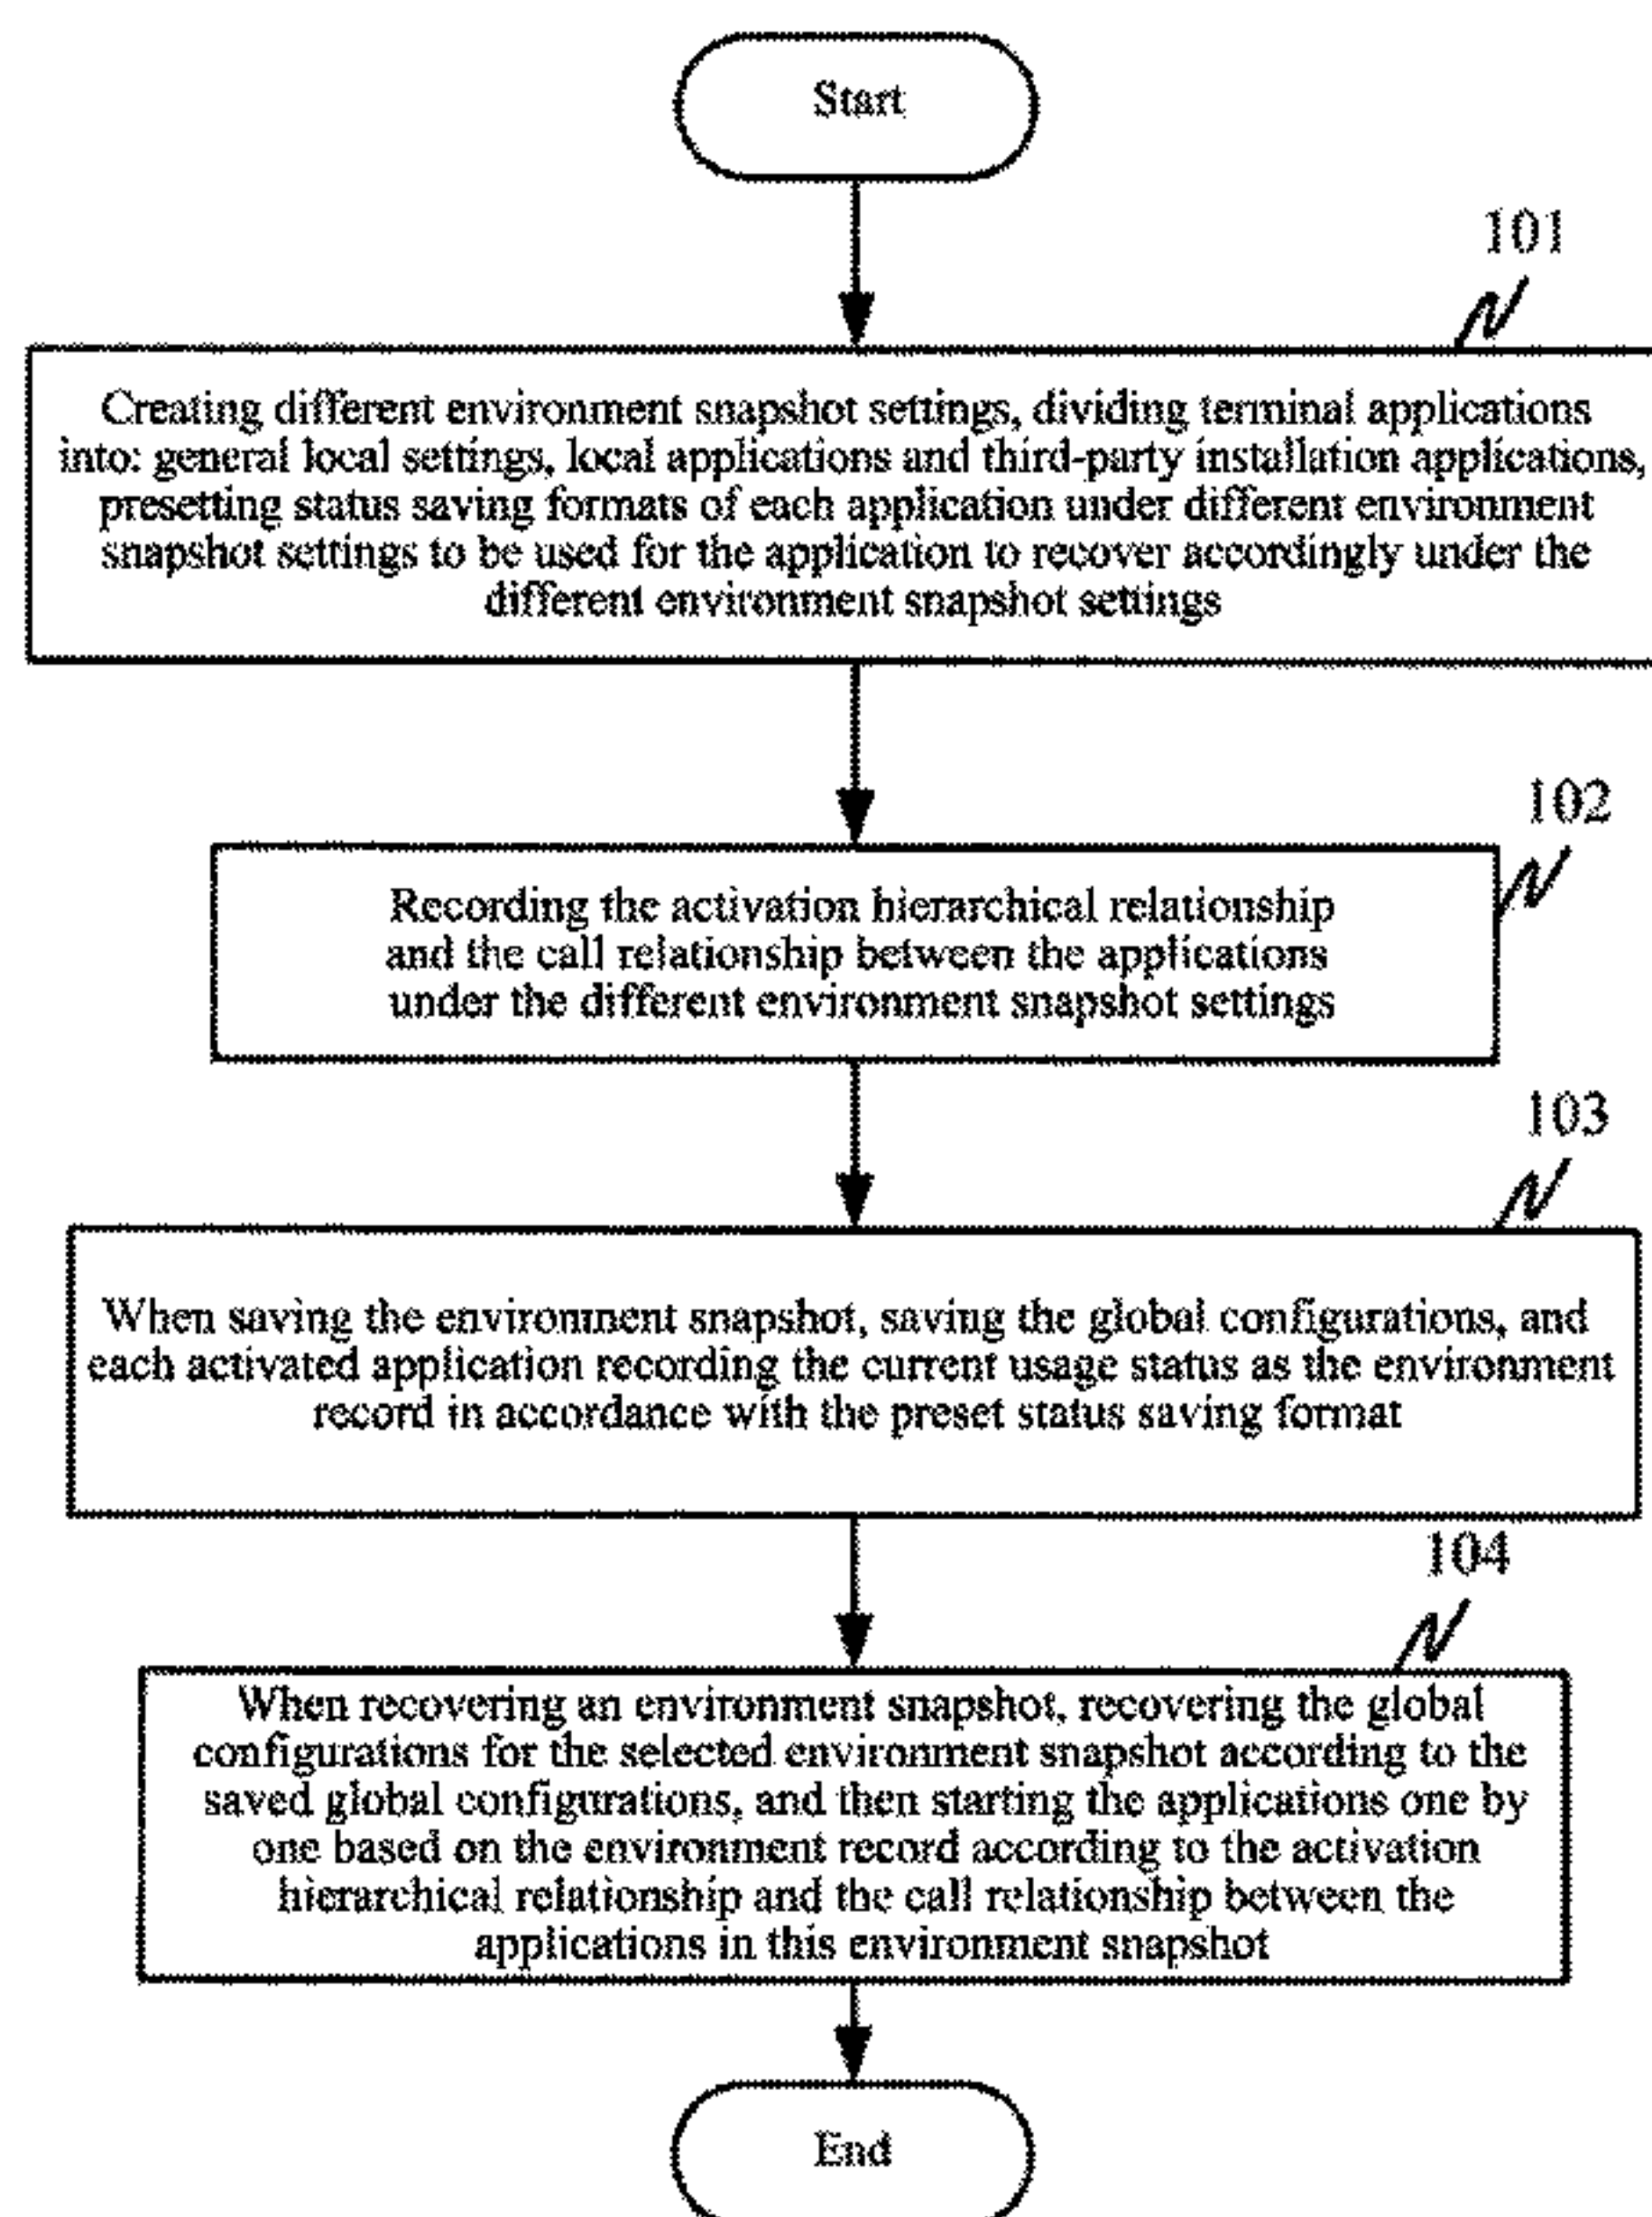 Start
101
Creating different environment snapshot settings, dividing terminal applications
into: general local settings, local applications and third-party installation applications,
presetting status saving formats of each application under different environment
snapshot settings to be used for the application to recover accordingly under the
different environment snapshot settings
102
Recording the activation hierarchical relationship
and the call relationship between the applications
under the different environment snapshot settings
103
When saving the environment snapshot, saving the global configurations, and
each activated application recording the current usage status as the environment
record in accordance with the preset status saving format
104
When recovering an environment snapshot, recovering the global
configurations for the selected environment snapshot according to the
saved global configurations, and then starting the applications one by
one based on the environment record according to the activation
hierarchical relationship and the call relationship between the
applications in this environment snapshot
End